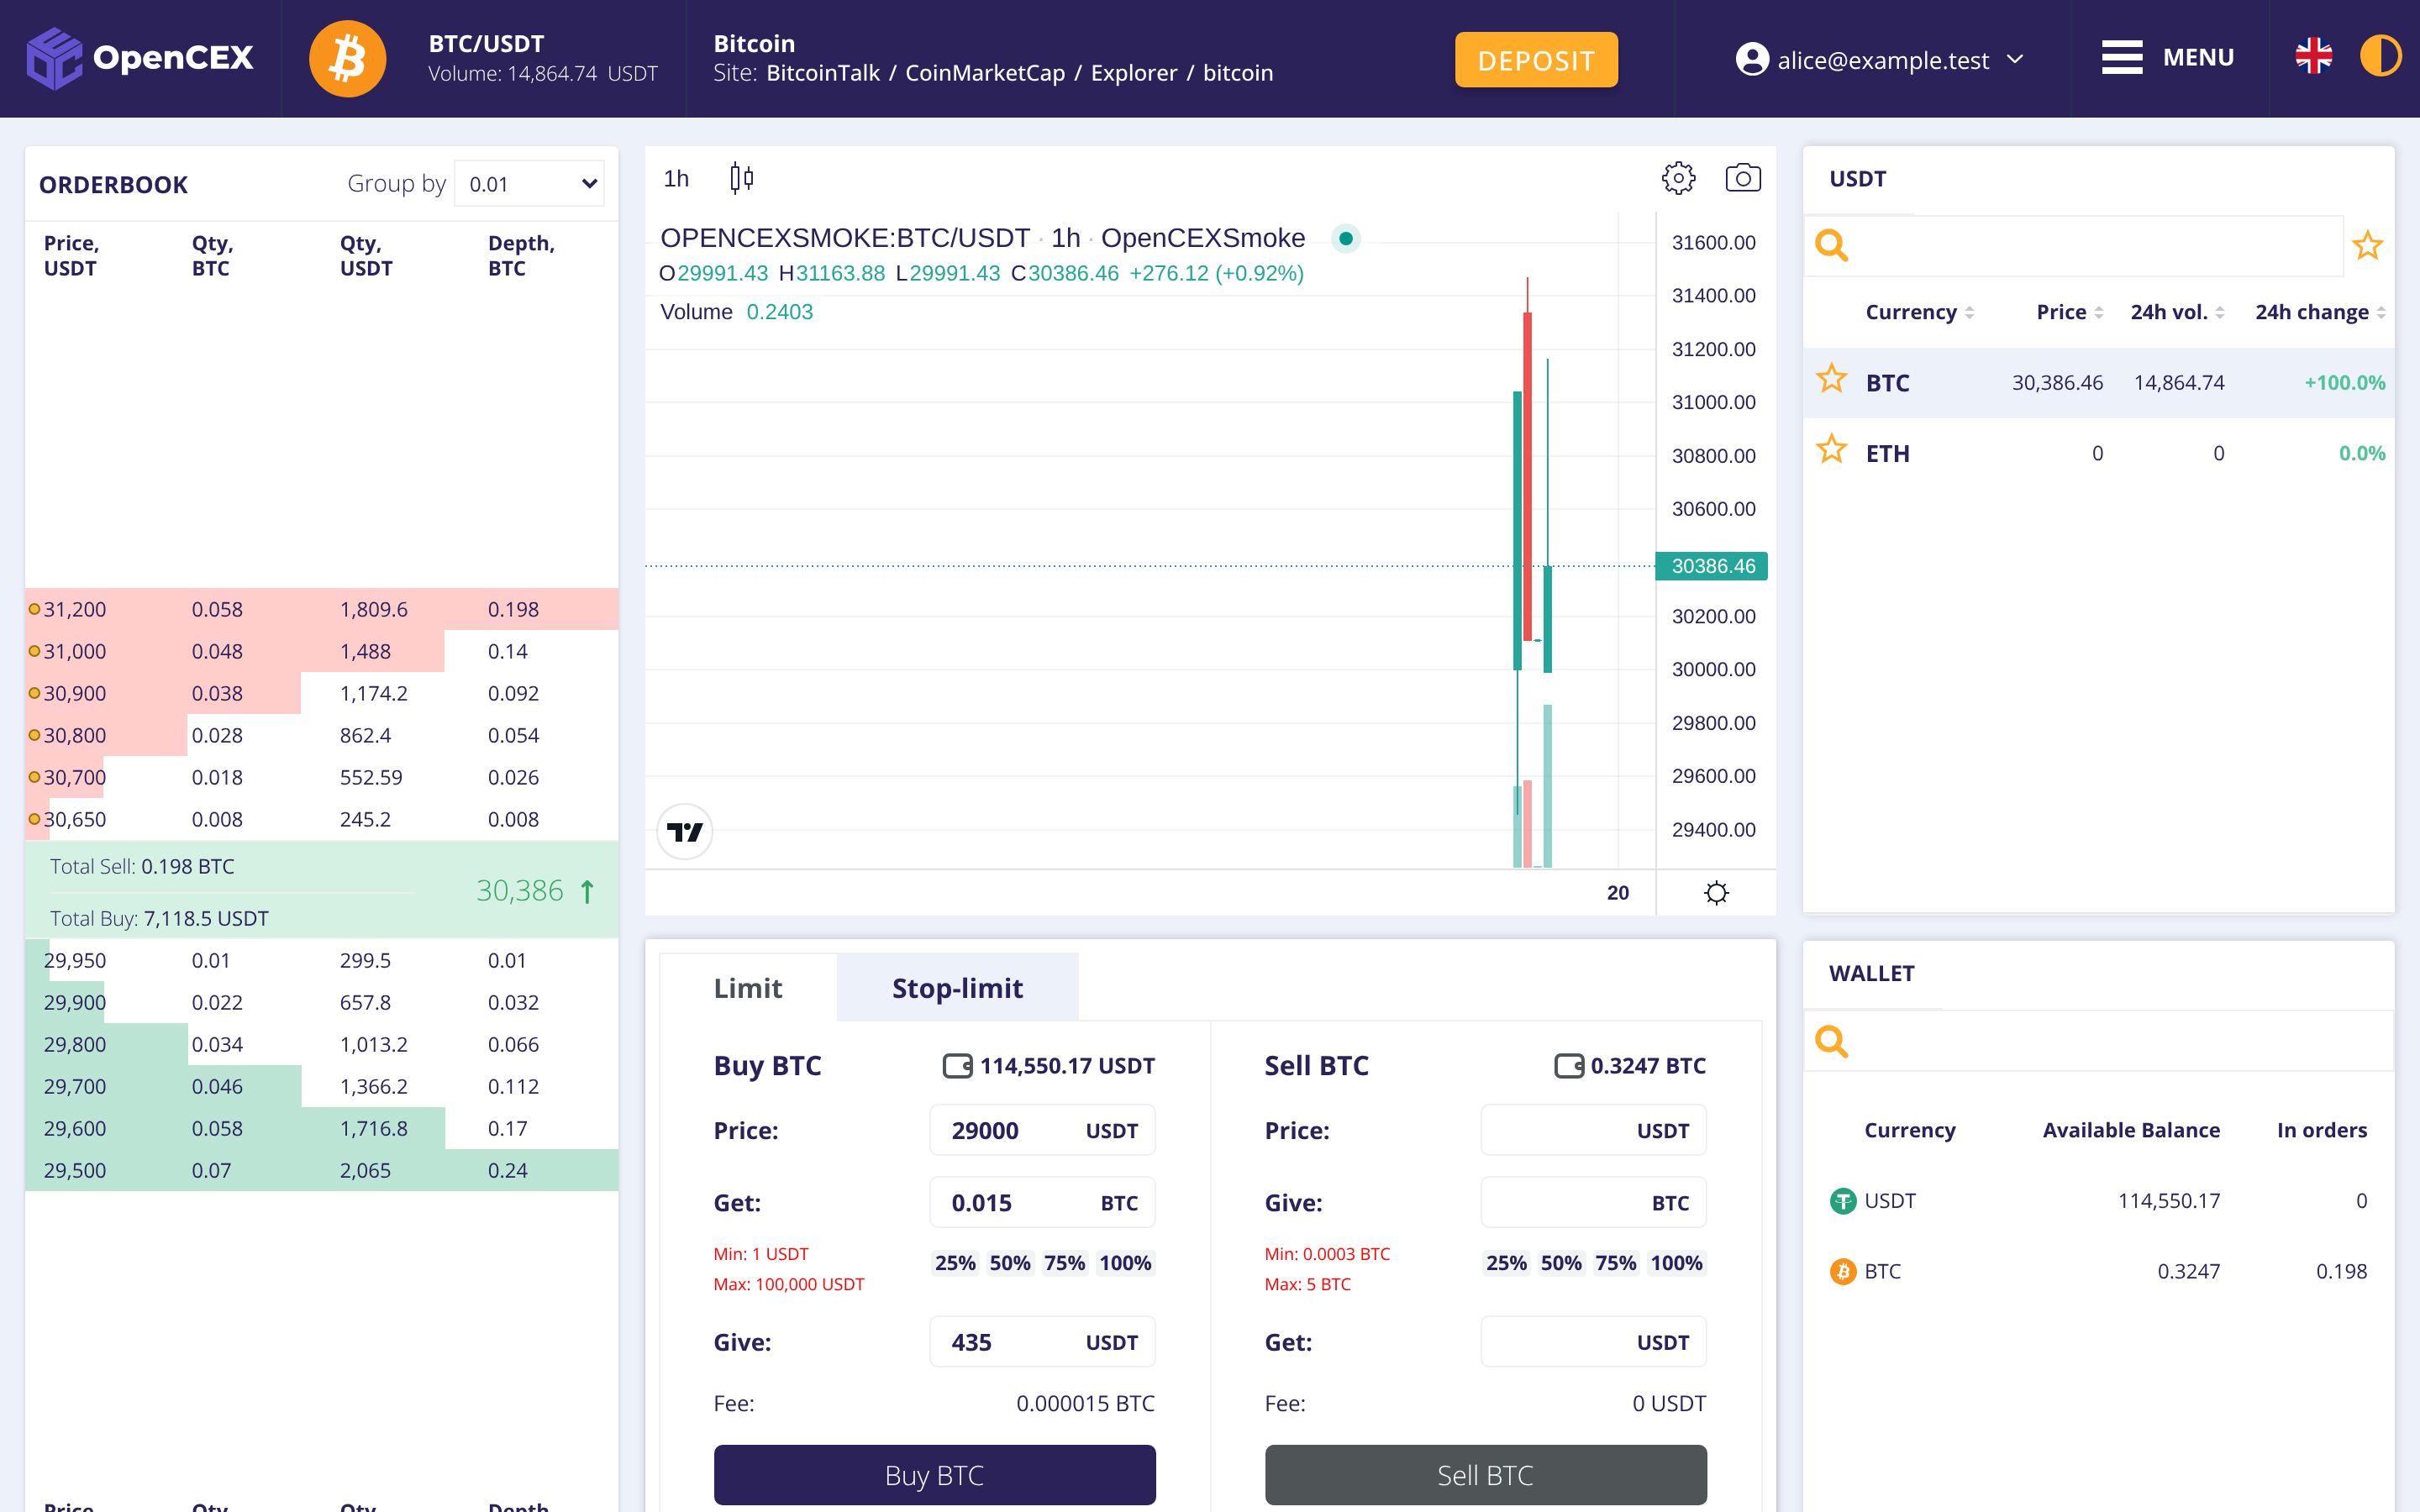 OpenCEX
BTC/USDT
Volume: 14,864.74 USDT
Bitcoin
Site: BitcoinTalk / CoinMarketCap / Explorer / bitcoin
DEPOSIT
alice@example.test
MENU
ORDERBOOK
Group by 0.01
Price, USDT Qty, BTC Qty, USDT Depth, BTC
31,200 0.058 1,809.6 0.198
31,000 0.048 1,488 0.14
30,900 0.038 1,174.2 0.092
30,800 0.028 862.4 0.054
30,700 0.018 552.59 0.026
30,650 0.008 245.2 0.008
Total Sell: 0.198 BTC
30,386 ↑
Total Buy: 7,118.5 USDT
29,950 0.01 299.5 0.01
29,900 0.022 657.8 0.032
29,800 0.034 1,013.2 0.066
29,700 0.046 1,366.2 0.112
29,600 0.058 1,716.8 0.17
29,500 0.07 2,065 0.24
Price, Qty, Qty, Depth,
1h
OPENCEXSMOKE:BTC/USDT · 1h · OpenCEXSmoke
O29991.43 H31163.88 L29991.43 C30386.46 +276.12 (+0.92%)
Volume 0.2403
31600.00
31400.00
31200.00
31000.00
30800.00
30600.00
30386.46
30200.00
30000.00
29800.00
29600.00
29400.00
20
Limit
Stop-limit
Buy BTC 114,550.17 USDT
Price: 29000 USDT
Get: 0.015 BTC
Min: 1 USDT
Max: 100,000 USDT
25% 50% 75% 100%
Give: 435 USDT
Fee: 0.000015 BTC
Buy BTC
Sell BTC 0.3247 BTC
Price: USDT
Give: BTC
Min: 0.0003 BTC
Max: 5 BTC
25% 50% 75% 100%
Get: USDT
Fee: 0 USDT
Sell BTC
USDT
Currency Price 24h vol. 24h change
BTC 30,386.46 14,864.74 +100.0%
ETH 0 0 0.0%
WALLET
Currency Available Balance In orders
USDT 114,550.17 0
BTC 0.3247 0.198